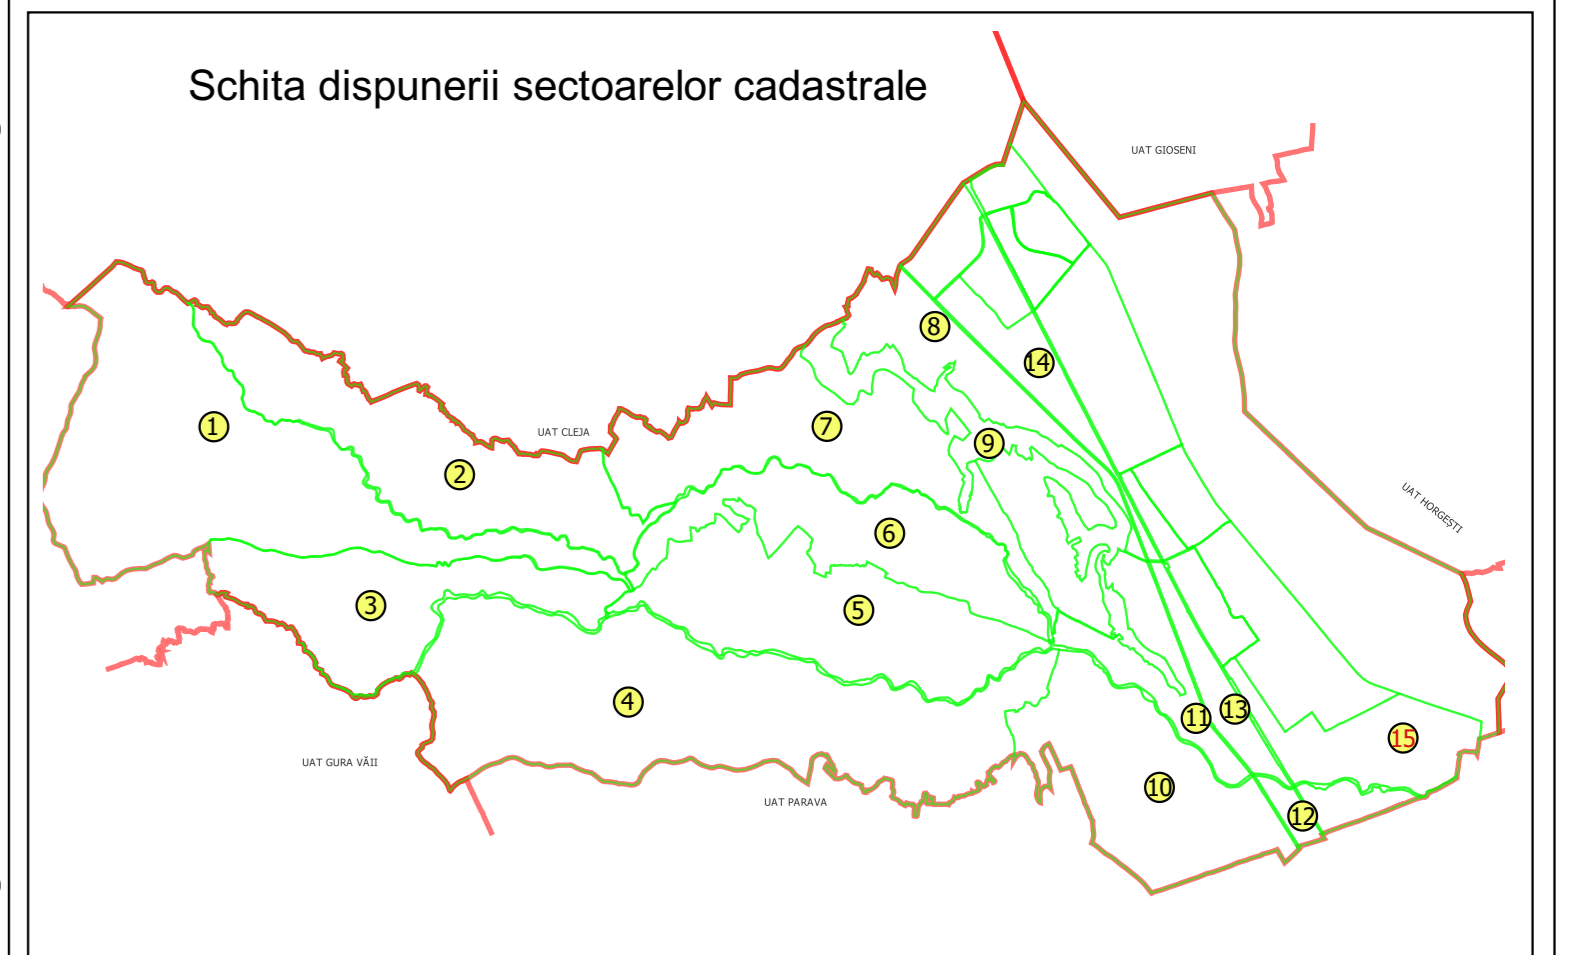 Schita dispunerii sectoarelor cadastrale
UAT GIOSENI
8
14
1
7
UAT CLEJA
9
2
UAT HORGEȘTI
6
3
5
4
11
13
15
UAT GURA VĂII
10
UAT PARAVA
12